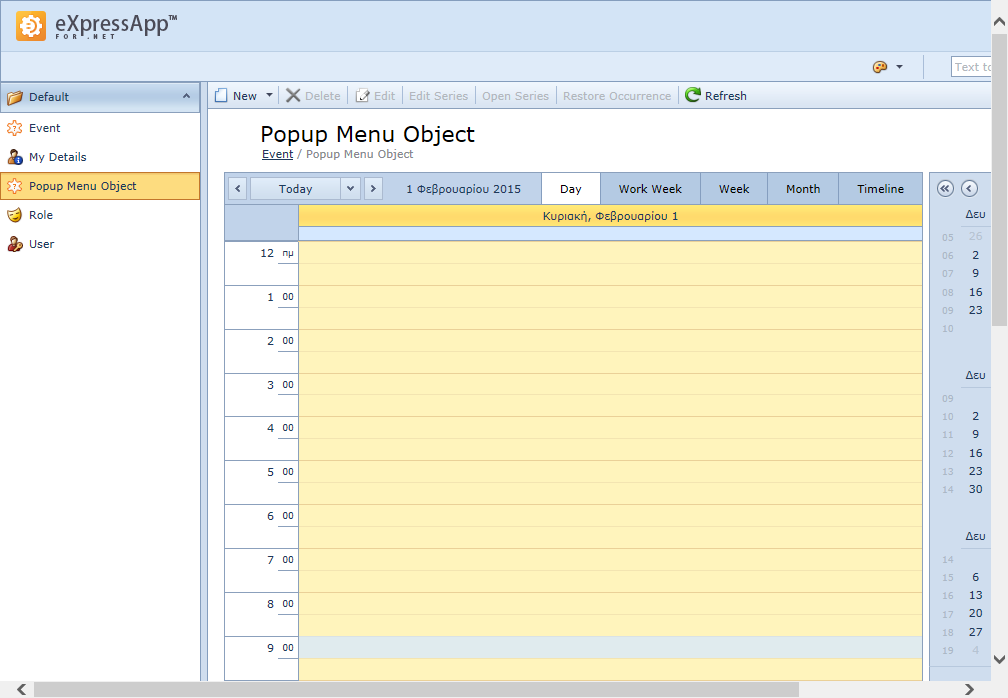 eXpressApp™
FOR .NET
Text to
Default
Event
My Details
Popup Menu Object
Role
User
New Delete Edit Edit Series Open Series Restore Occurrence Refresh
Popup Menu Object
Event / Popup Menu Object
Today 1 Φεβρουαρίου 2015 Day Work Week Week Month Timeline
Κυριακή, Φεβρουαρίου 1
12 πμ
1 00
2 00
3 00
4 00
5 00
6 00
7 00
8 00
9 00
Δευ
05 26
06 2
07 9
08 16
09 23
10
Δευ
09
10 2
11 9
12 16
13 23
14 30
Δευ
14
15 6
16 13
17 20
18 27
19 4